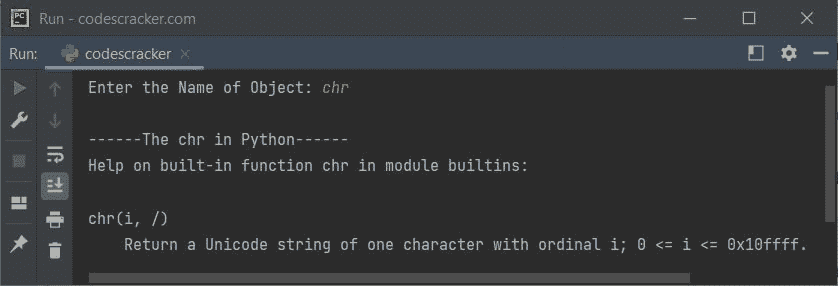 PC
Run - codescracker.com
Run: codescracker
Enter the Name of Object: chr
------The chr in Python------
Help on built-in function chr in module builtins:
chr(i, /)
Return a Unicode string of one character with ordinal i; 0 <= i <= 0x10ffff.